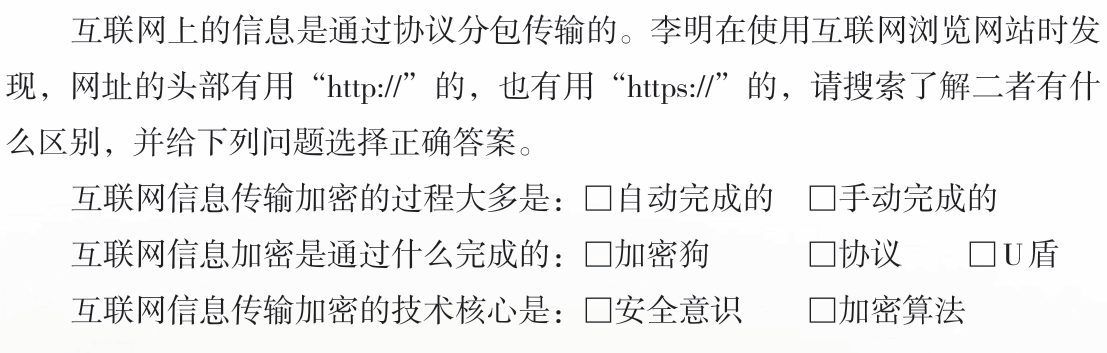 互联网上的信息是通过协议分包传输的。李明在使用互联网浏览网站时发
现，网址的头部有用“http://”的，也有用“https://”的，请搜索了解二者有什
么区别，并给下列问题选择正确答案。
互联网信息传输加密的过程大多是：□自动完成的 □手动完成的
互联网信息加密是通过什么完成的：□加密狗 □协议 □U盾
互联网信息传输加密的技术核心是：□安全意识 □加密算法